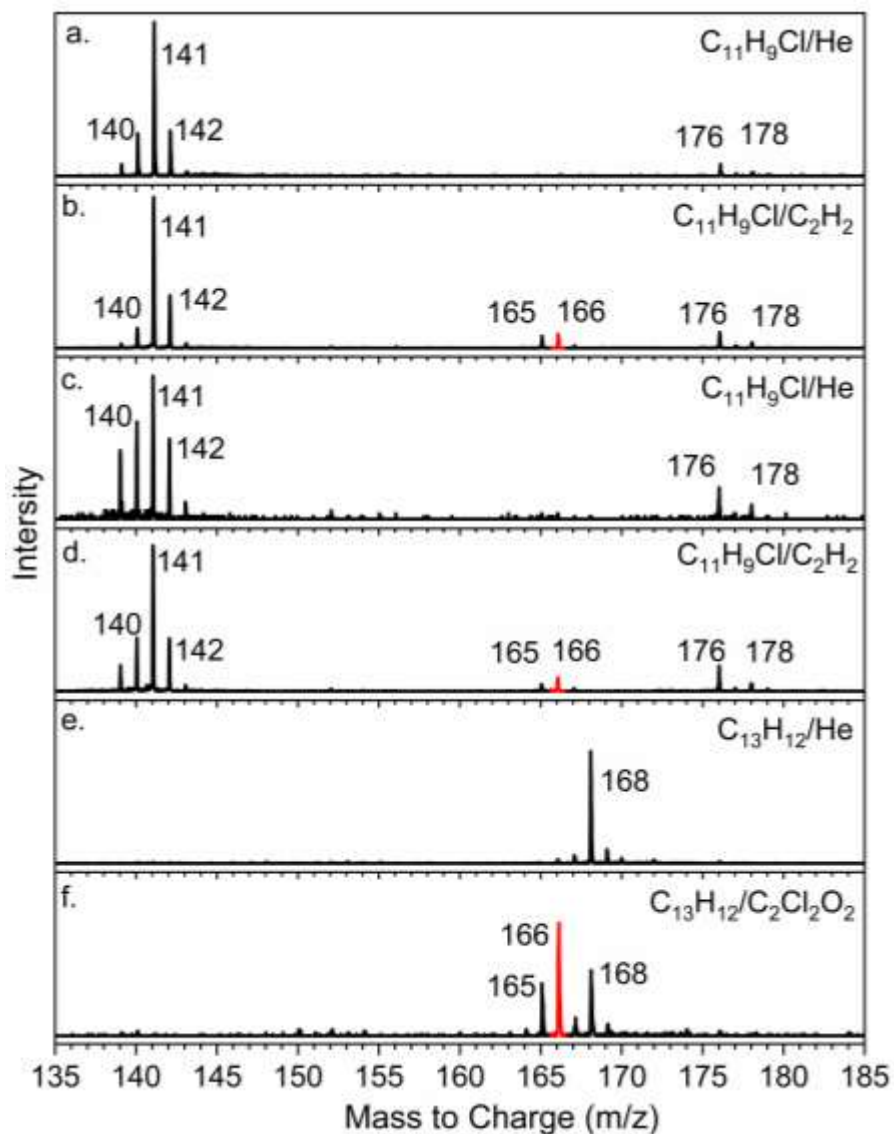 a.
C₁₁H₉Cl/He
141
140
142
176
178
b.
C₁₁H₉Cl/C₂H₂
141
140
142
165
166
176
178
c.
C₁₁H₉Cl/He
141
140
142
176
178
d.
C₁₁H₉Cl/C₂H₂
141
140
142
165
166
176
178
e.
C₁₃H₁₂/He
168
f.
C₁₃H₁₂/C₂Cl₂O₂
166
165
168
Intersity
135 140 145 150 155 160 165 170 175 180 185
Mass to Charge (m/z)